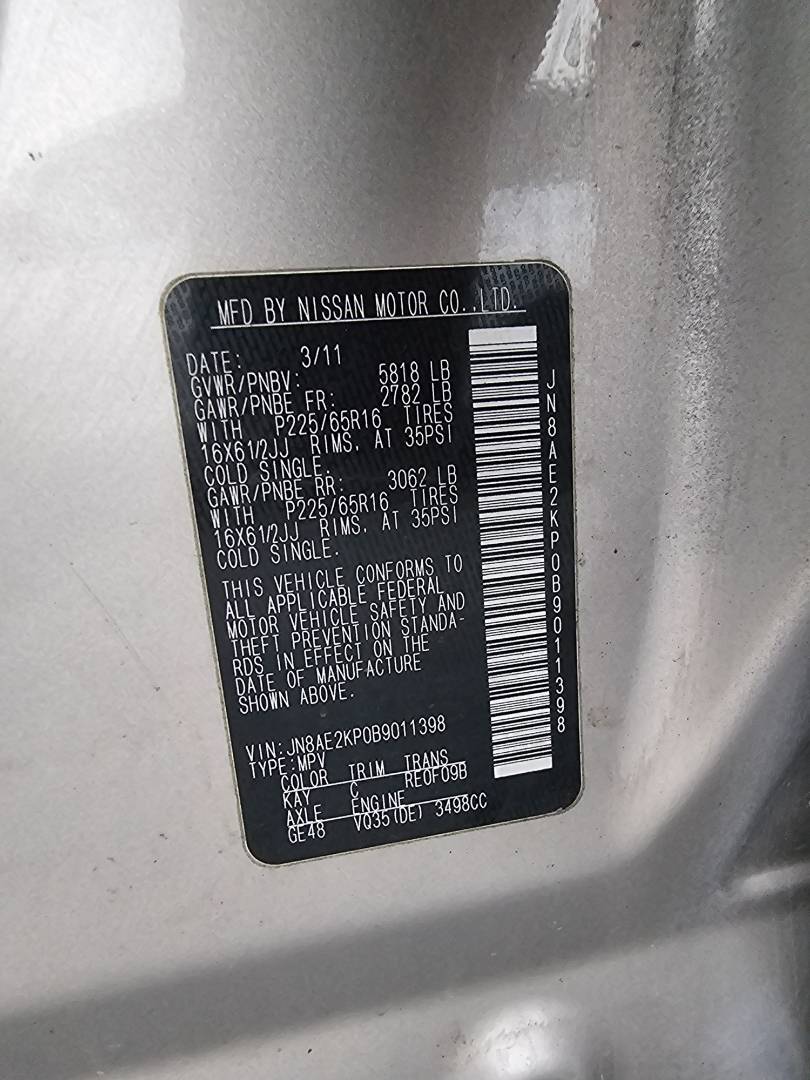 MFD BY NISSAN MOTOR CO.,LTD.
DATE: 3/11
GVWR/PNBV: 5818 LB
GAWR/PNBE FR: 2782 LB
WITH P225/65R16 TIRES
16X61/2JJ RIMS, AT 35PSI
COLD SINGLE.
GAWR/PNBE RR: 3062 LB
WITH P225/65R16 TIRES
16X61/2JJ RIMS, AT 35PSI
COLD SINGLE.
THIS VEHICLE CONFORMS TO
ALL APPLICABLE FEDERAL
MOTOR VEHICLE SAFETY AND
THEFT PREVENTION STANDA-
RDS IN EFFECT ON THE
DATE OF MANUFACTURE
SHOWN ABOVE.
VIN:JN8AE2KP0B9011398
TYPE:MPV
COLOR TRIM TRANS
KAY C RE0F09B
AXLE ENGINE
GE48 VQ35(DE) 3498CC
JN8AE2KP0B9011398